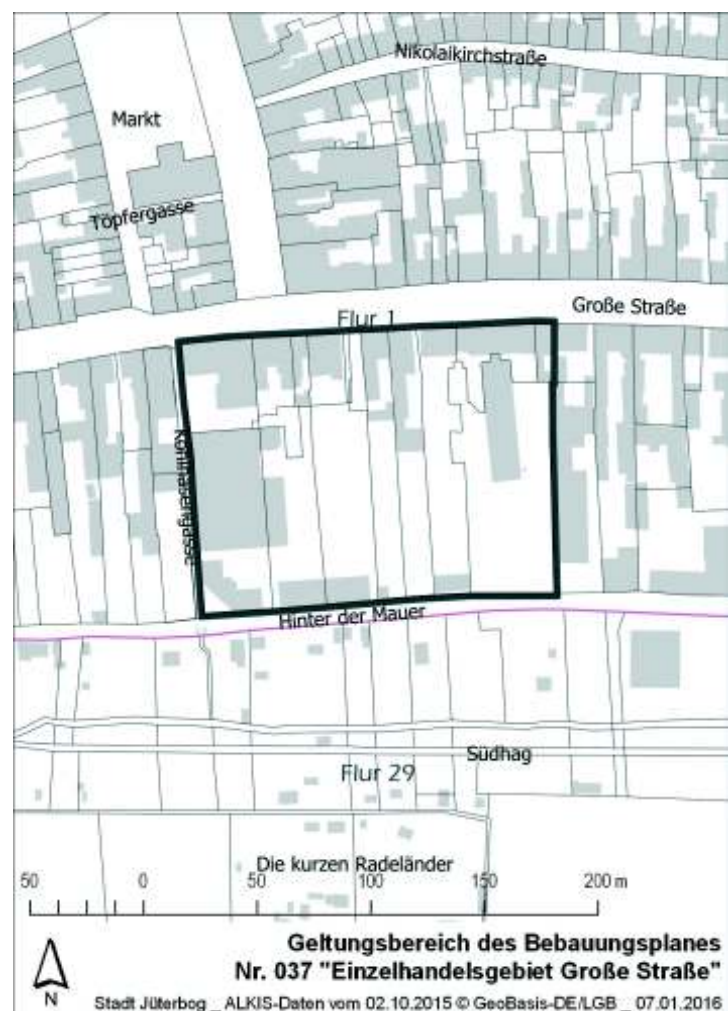 Nikolaikirchstraße
Markt
Töpfergasse
Große Straße
Flur 1
Kohlhasengasse
Hinter der Mauer
Südhag
Flur 29
Die kurzen Radeländer
50 0 50 100 150 200 m
Geltungsbereich des Bebauungsplanes
Nr. 037 "Einzelhandelsgebiet Große Straße"
N
Stadt Jüterbog _ ALKIS-Daten vom 02.10.2015 © GeoBasis-DE/LGB _ 07.01.2016